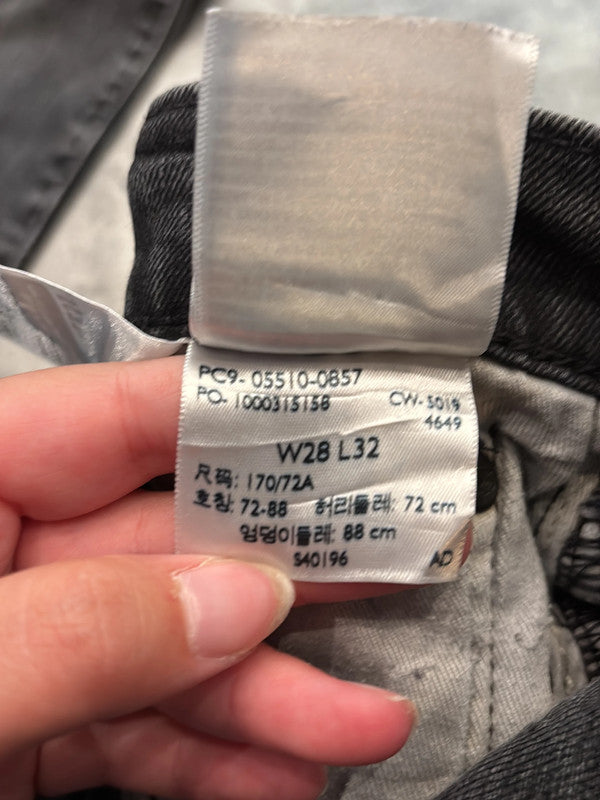 PC9- 05510-0857
PO- 1000315158 CW-5019
4649
W28 L32
尺码: 170/72A
호칭: 72-88 허리둘레: 72 cm
엉덩이둘레: 88 cm
S40196 AD